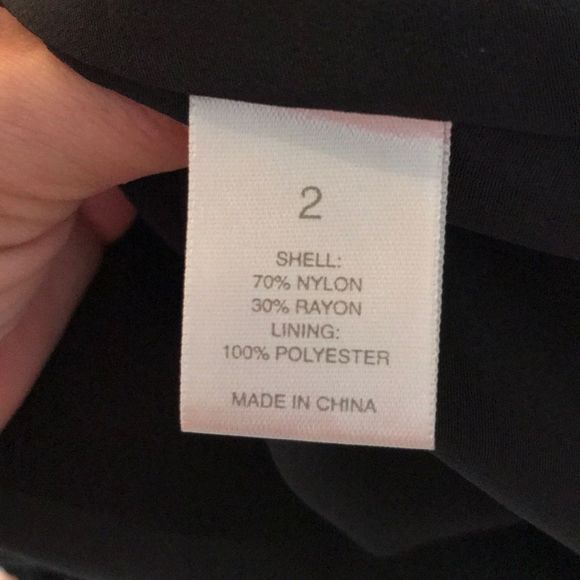 2
SHELL:
70% NYLON
30% RAYON
LINING:
100% POLYESTER
MADE IN CHINA